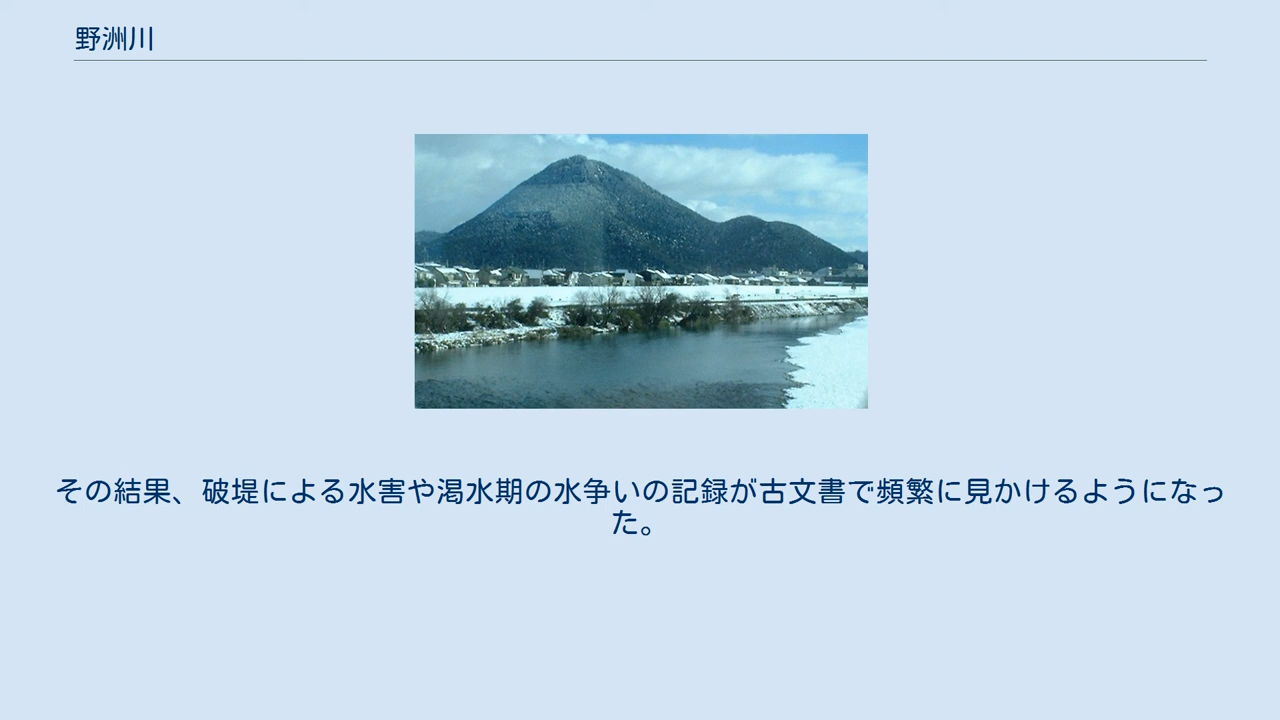 野洲川
その結果、破堤による水害や渇水期の水争いの記録が古文書で頻繁に見かけるようになっ
た。